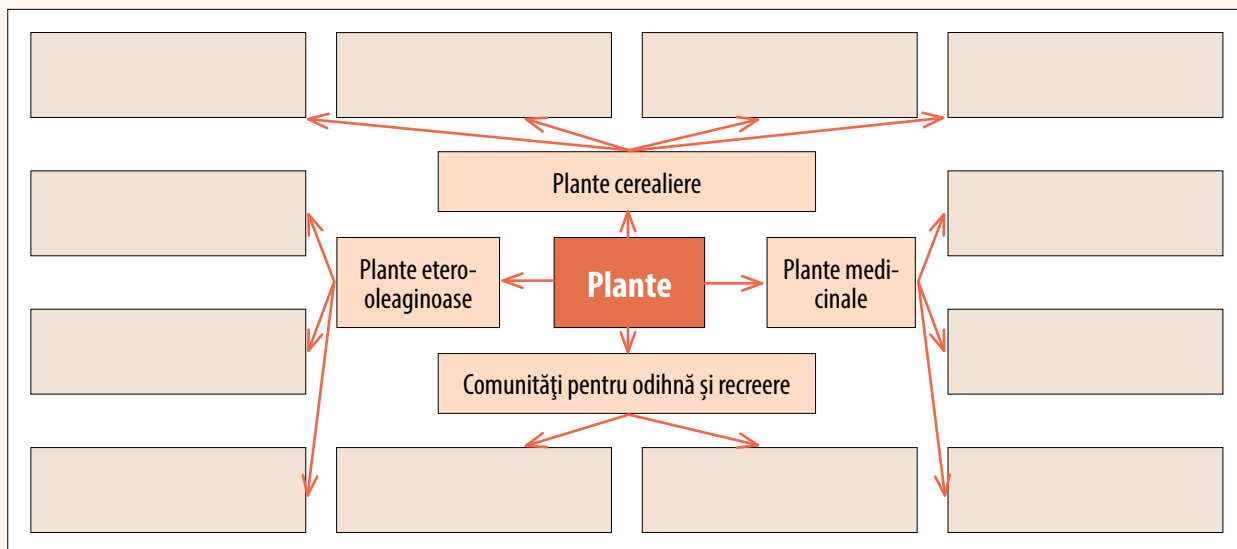 Plante cerealiere
Plante etero-
oleaginoase
Plante
Plante medi-
cinale
Comunităţi pentru odihnă și recreere